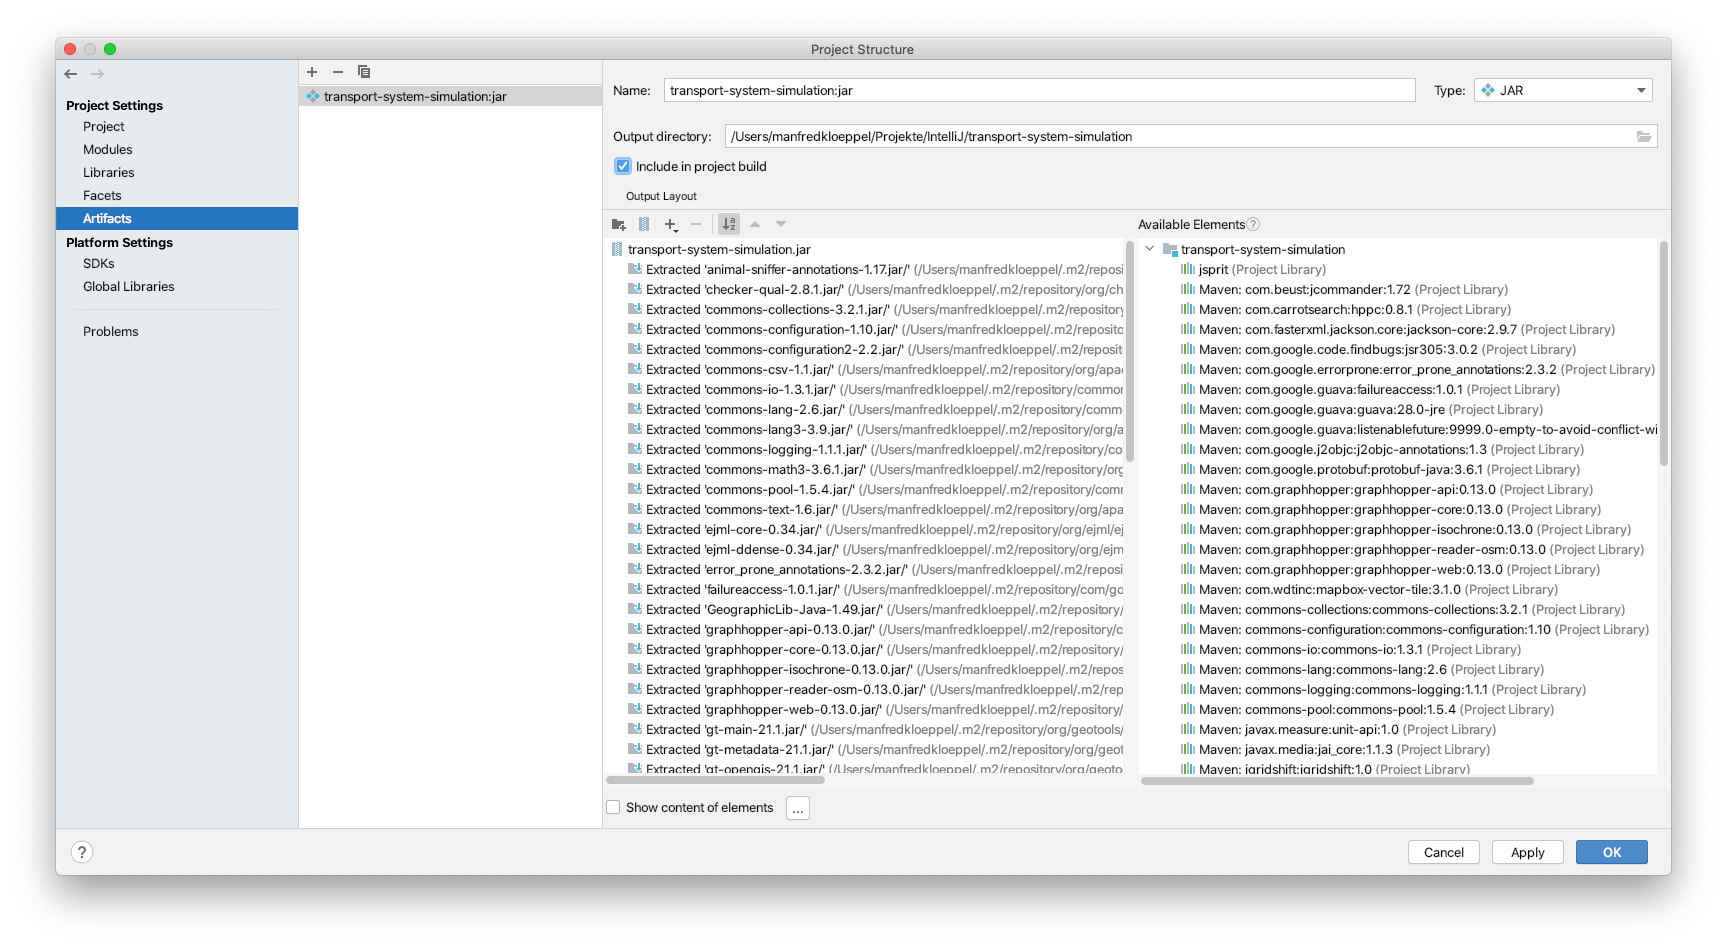 Project Structure
Project Settings
Project
Modules
Libraries
Facets
Artifacts
Platform Settings
SDKs
Global Libraries
Problems
transport-system-simulation:jar
Name: transport-system-simulation:jar Type: JAR
Output directory: /Users/manfredkloeppel/Projekte/IntelliJ/transport-system-simulation
Include in project build
Output Layout
transport-system-simulation.jar
Extracted 'animal-sniffer-annotations-1.17.jar/' (/Users/manfredkloeppel/.m2/reposi
Extracted 'checker-qual-2.8.1.jar/' (/Users/manfredkloeppel/.m2/repository/org/ch
Extracted 'commons-collections-3.2.1.jar/' (/Users/manfredkloeppel/.m2/repository
Extracted 'commons-configuration-1.10.jar/' (/Users/manfredkloeppel/.m2/reposito
Extracted 'commons-configuration2-2.2.jar/' (/Users/manfredkloeppel/.m2/reposit
Extracted 'commons-csv-1.1.jar/' (/Users/manfredkloeppel/.m2/repository/org/apac
Extracted 'commons-io-1.3.1.jar/' (/Users/manfredkloeppel/.m2/repository/common
Extracted 'commons-lang-2.6.jar/' (/Users/manfredkloeppel/.m2/repository/commo
Extracted 'commons-lang3-3.9.jar/' (/Users/manfredkloeppel/.m2/repository/org/a
Extracted 'commons-logging-1.1.1.jar/' (/Users/manfredkloeppel/.m2/repository/co
Extracted 'commons-math3-3.6.1.jar/' (/Users/manfredkloeppel/.m2/repository/org
Extracted 'commons-pool-1.5.4.jar/' (/Users/manfredkloeppel/.m2/repository/comr
Extracted 'commons-text-1.6.jar/' (/Users/manfredkloeppel/.m2/repository/org/apa
Extracted 'ejml-core-0.34.jar/' (/Users/manfredkloeppel/.m2/repository/org/ejml/ej
Extracted 'ejml-ddense-0.34.jar/' (/Users/manfredkloeppel/.m2/repository/org/ejm
Extracted 'error_prone_annotations-2.3.2.jar/' (/Users/manfredkloeppel/.m2/reposi
Extracted 'failureaccess-1.0.1.jar/' (/Users/manfredkloeppel/.m2/repository/com/go
Extracted 'GeographicLib-Java-1.49.jar/' (/Users/manfredkloeppel/.m2/repository/
Extracted 'graphhopper-api-0.13.0.jar/' (/Users/manfredkloeppel/.m2/repository/c
Extracted 'graphhopper-core-0.13.0.jar/' (/Users/manfredkloeppel/.m2/repository/
Extracted 'graphhopper-isochrone-0.13.0.jar/' (/Users/manfredkloeppel/.m2/repos
Extracted 'graphhopper-reader-osm-0.13.0.jar/' (/Users/manfredkloeppel/.m2/rep
Extracted 'graphhopper-web-0.13.0.jar/' (/Users/manfredkloeppel/.m2/repository/
Extracted 'gt-main-21.1.jar/' (/Users/manfredkloeppel/.m2/repository/org/geotools/
Extracted 'gt-metadata-21.1.jar/' (/Users/manfredkloeppel/.m2/repository/org/geot
Extracted 'gt-opengis-21.1.jar/' (/Users/manfredkloeppel/.m2/repository/org/geoto
Available Elements ?
transport-system-simulation
jsprit (Project Library)
Maven: com.beust:jcommander:1.72 (Project Library)
Maven: com.carrotsearch:hppc:0.8.1 (Project Library)
Maven: com.fasterxml.jackson.core:jackson-core:2.9.7 (Project Library)
Maven: com.google.code.findbugs:jsr305:3.0.2 (Project Library)
Maven: com.google.errorprone:error_prone_annotations:2.3.2 (Project Library)
Maven: com.google.guava:failureaccess:1.0.1 (Project Library)
Maven: com.google.guava:guava:28.0-jre (Project Library)
Maven: com.google.guava:listenablefuture:9999.0-empty-to-avoid-conflict-wi
Maven: com.google.j2objc:j2objc-annotations:1.3 (Project Library)
Maven: com.google.protobuf:protobuf-java:3.6.1 (Project Library)
Maven: com.graphhopper:graphhopper-api:0.13.0 (Project Library)
Maven: com.graphhopper:graphhopper-core:0.13.0 (Project Library)
Maven: com.graphhopper:graphhopper-isochrone:0.13.0 (Project Library)
Maven: com.graphhopper:graphhopper-reader-osm:0.13.0 (Project Library)
Maven: com.graphhopper:graphhopper-web:0.13.0 (Project Library)
Maven: com.wdtinc:mapbox-vector-tile:3.1.0 (Project Library)
Maven: commons-collections:commons-collections:3.2.1 (Project Library)
Maven: commons-configuration:commons-configuration:1.10 (Project Library)
Maven: commons-io:commons-io:1.3.1 (Project Library)
Maven: commons-lang:commons-lang:2.6 (Project Library)
Maven: commons-logging:commons-logging:1.1.1 (Project Library)
Maven: commons-pool:commons-pool:1.5.4 (Project Library)
Maven: javax.measure:unit-api:1.0 (Project Library)
Maven: javax.media:jai_core:1.1.3 (Project Library)
Maven: jgridshift:jgridshift:1.0 (Project Library)
Show content of elements ...
? Cancel Apply OK